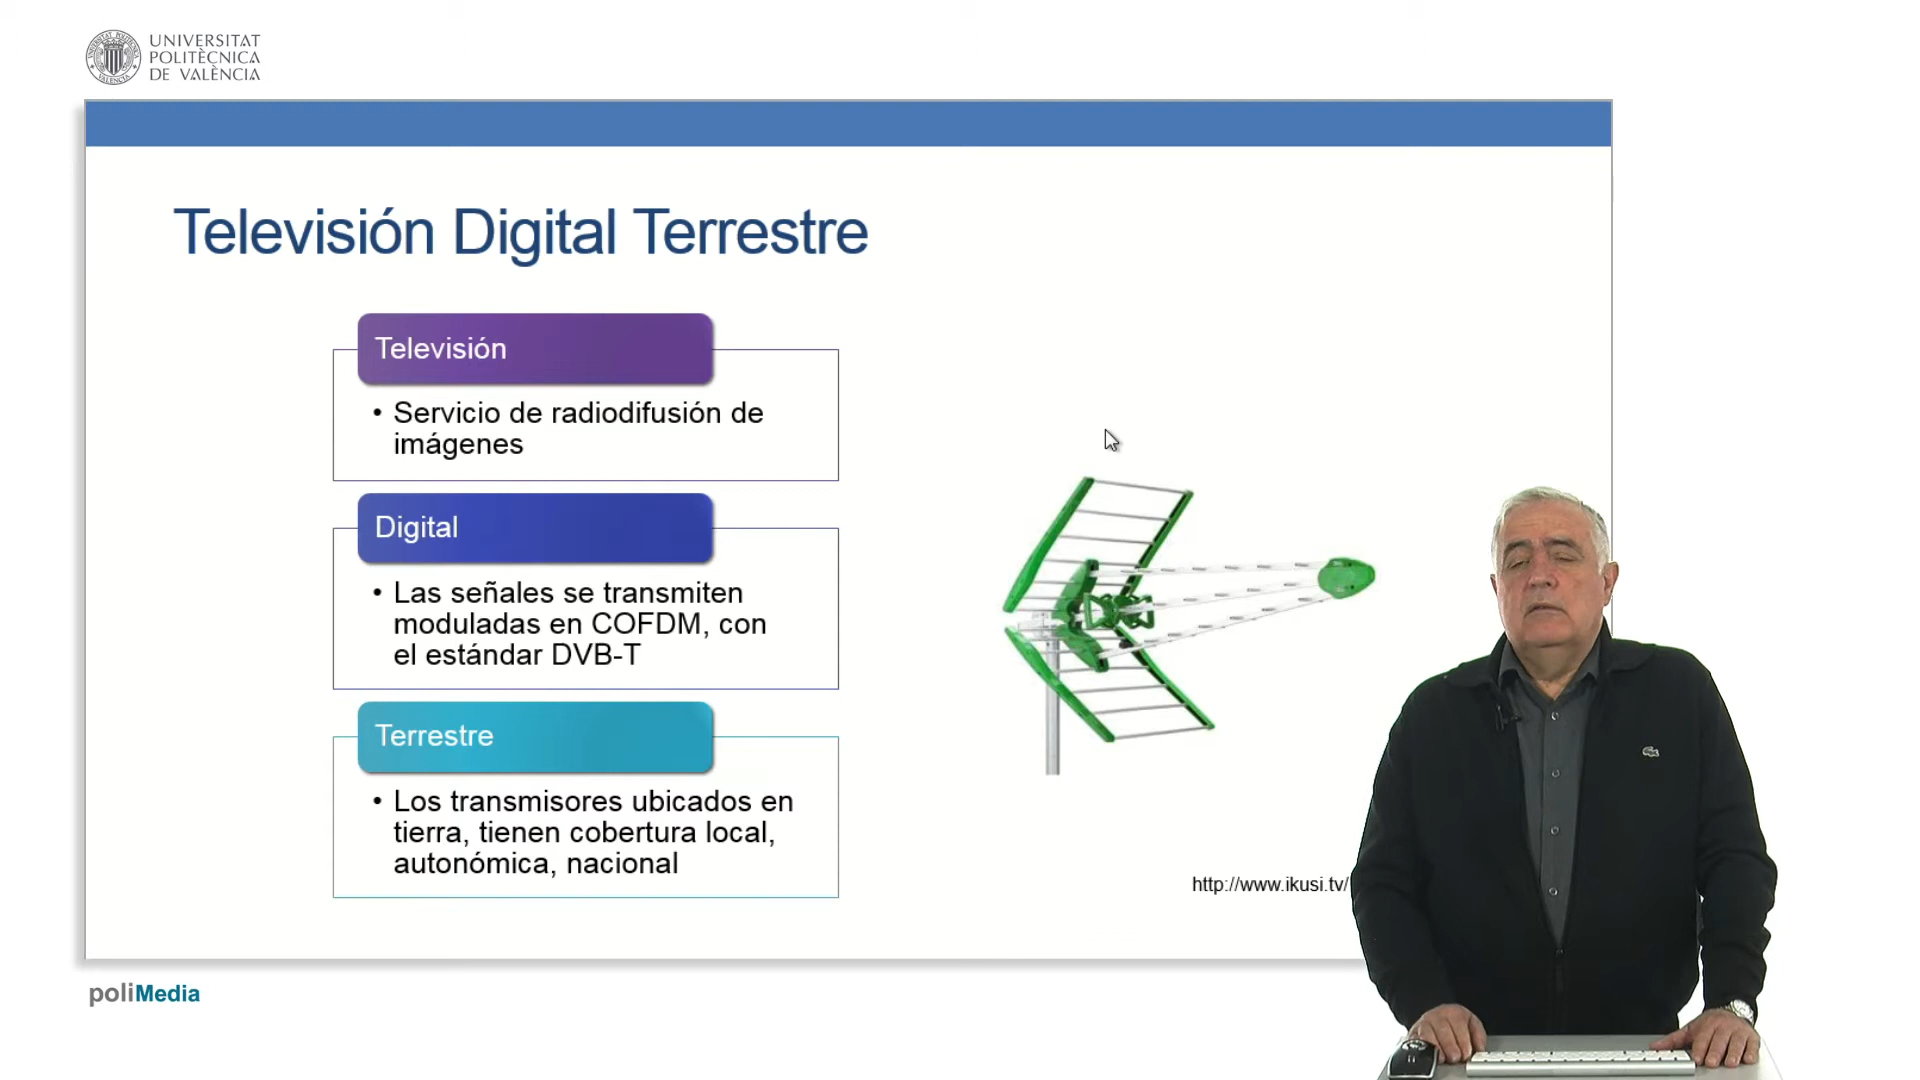 UNIVERSITAT
POLITÈCNICA
DE VALÈNCIA
Televisión Digital Terrestre
Televisión
• Servicio de radiodifusión de
imágenes
Digital
• Las señales se transmiten
moduladas en COFDM, con
el estándar DVB-T
Terrestre
• Los transmisores ubicados en
tierra, tienen cobertura local,
autonómica, nacional
http://www.ikusi.tv/
poliMedia